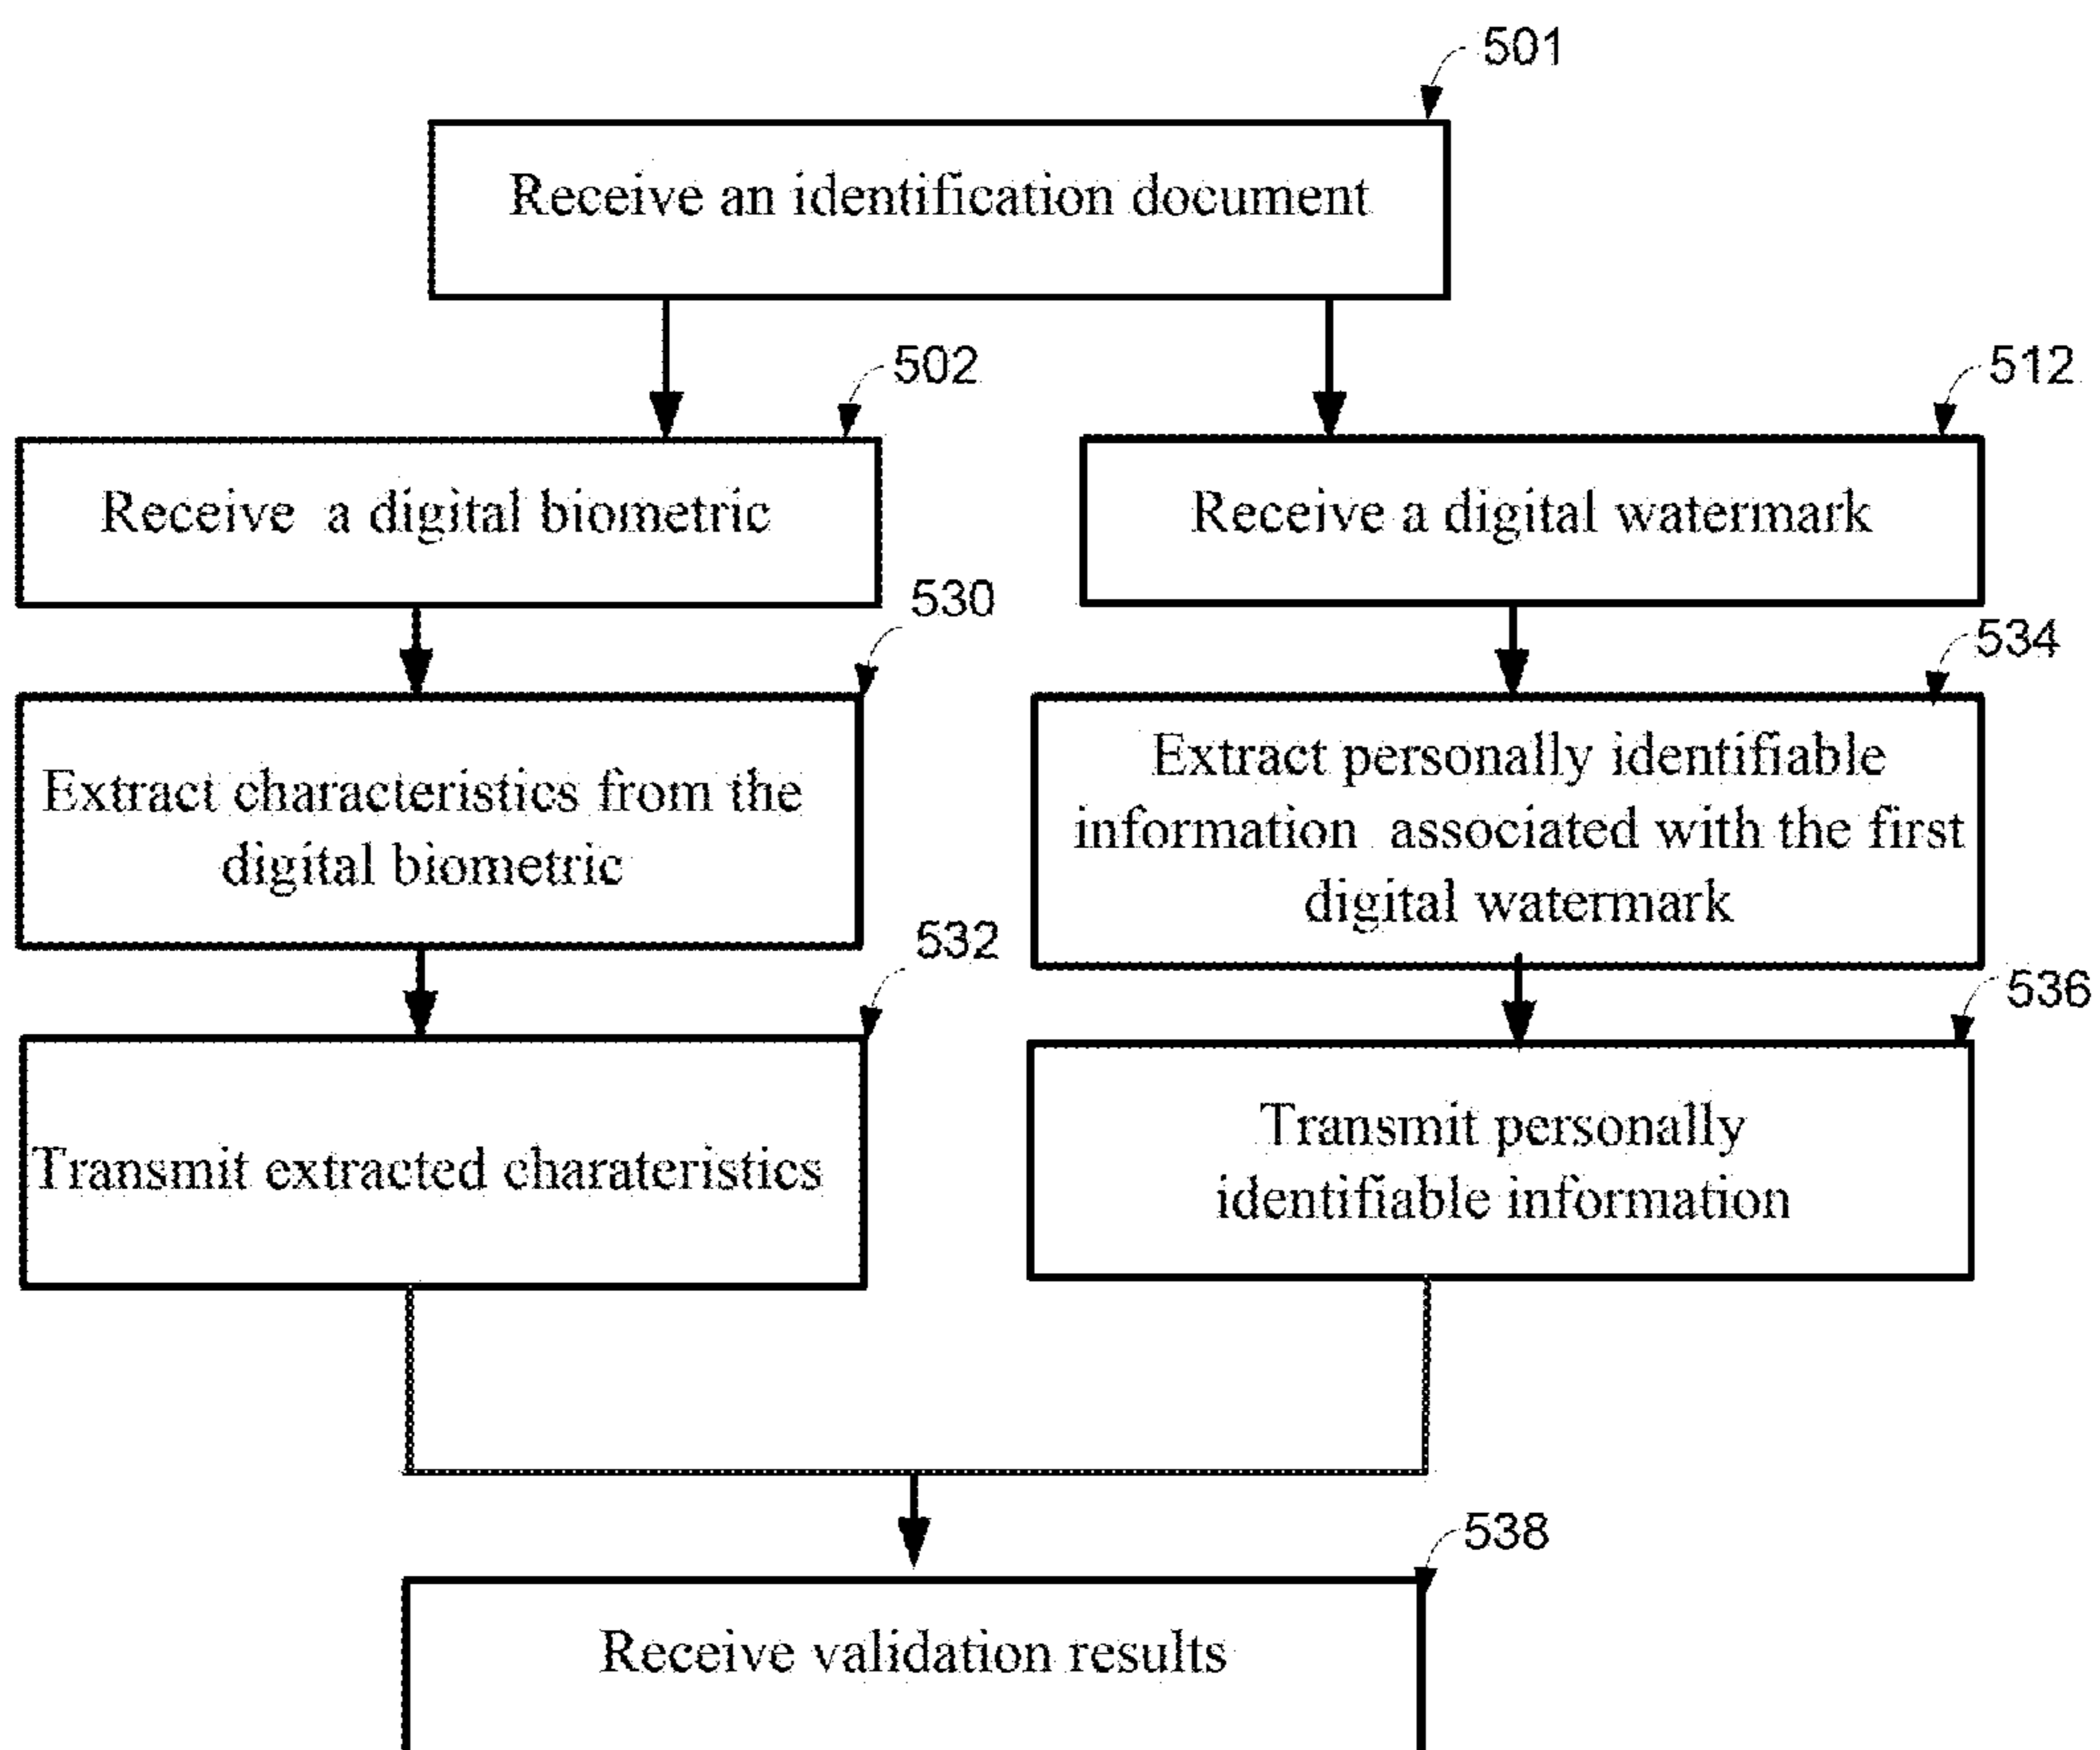 501
Receive an identification document
502
512
Receive a digital biometric
Receive a digital watermark
530
534
Extract characteristics from the
digital biometric
Extract personally identifiable
information associated with the first
digital watermark
532
536
Transmit extracted charateristics
Transmit personally
identifiable information
538
Receive validation results